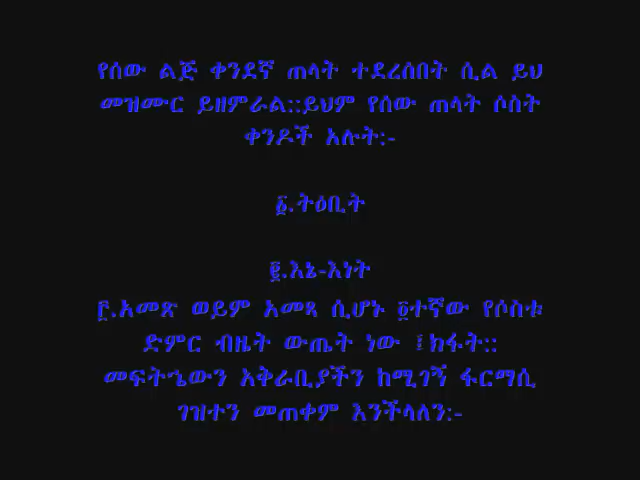 የሰው ልጅ ቀንደኛ ጠላት ተደረሰበት ሲል ይህ
መዝሙር ይዘምራል::ይህም የሰው ጠላት ሶስት
ቀንዶች አሉት:-
፩.ትዕቢት
፪.እኔ-እነት
፫.አመጽ ወይም አመጻ ሲሆኑ ፬ተኛው የሶስቱ
ድምር ብዜት ውጤት ነው ፤ክፋት::
መፍትኄውን አቅራቢያችን ከሚገኝ ፋርማሲ
ገዝተን መጠቀም እንችላለን:-